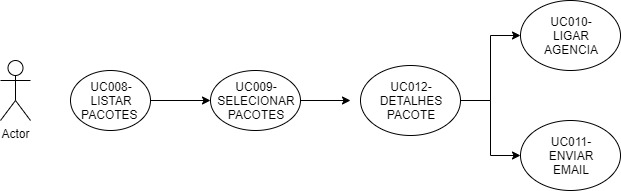 Actor
UC008-
LISTAR
PACOTES
UC009-
SELECIONAR
PACOTES
UC012-
DETALHES
PACOTE
UC010-
LIGAR
AGENCIA
UC011-
ENVIAR
EMAIL